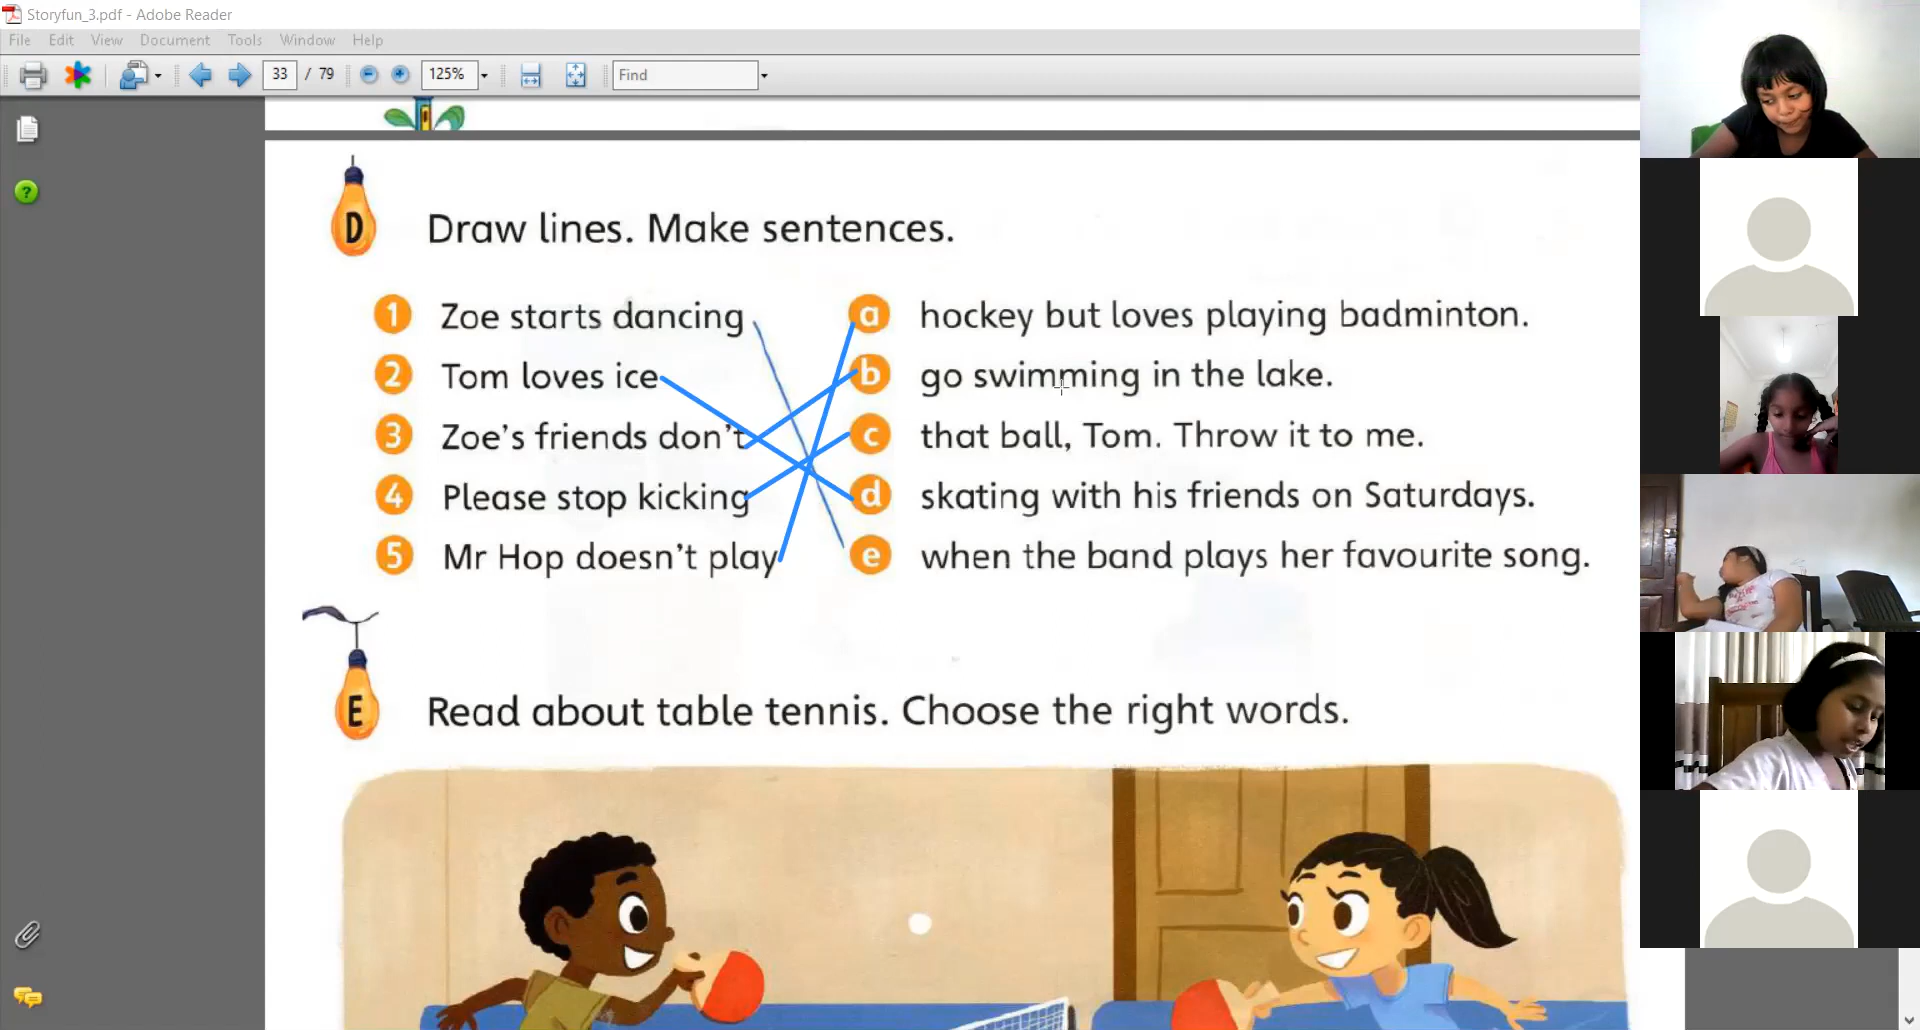 Storyfun_3.pdf - Adobe Reader
File Edit View Document Tools Window Help
33 / 79 125% Find
D Draw lines. Make sentences.
1 Zoe starts dancing
2 Tom loves ice
3 Zoe's friends don't
4 Please stop kicking
5 Mr Hop doesn't play
a hockey but loves playing badminton.
b go swimming in the lake.
c that ball, Tom. Throw it to me.
d skating with his friends on Saturdays.
e when the band plays her favourite song.
E Read about table tennis. Choose the right words.